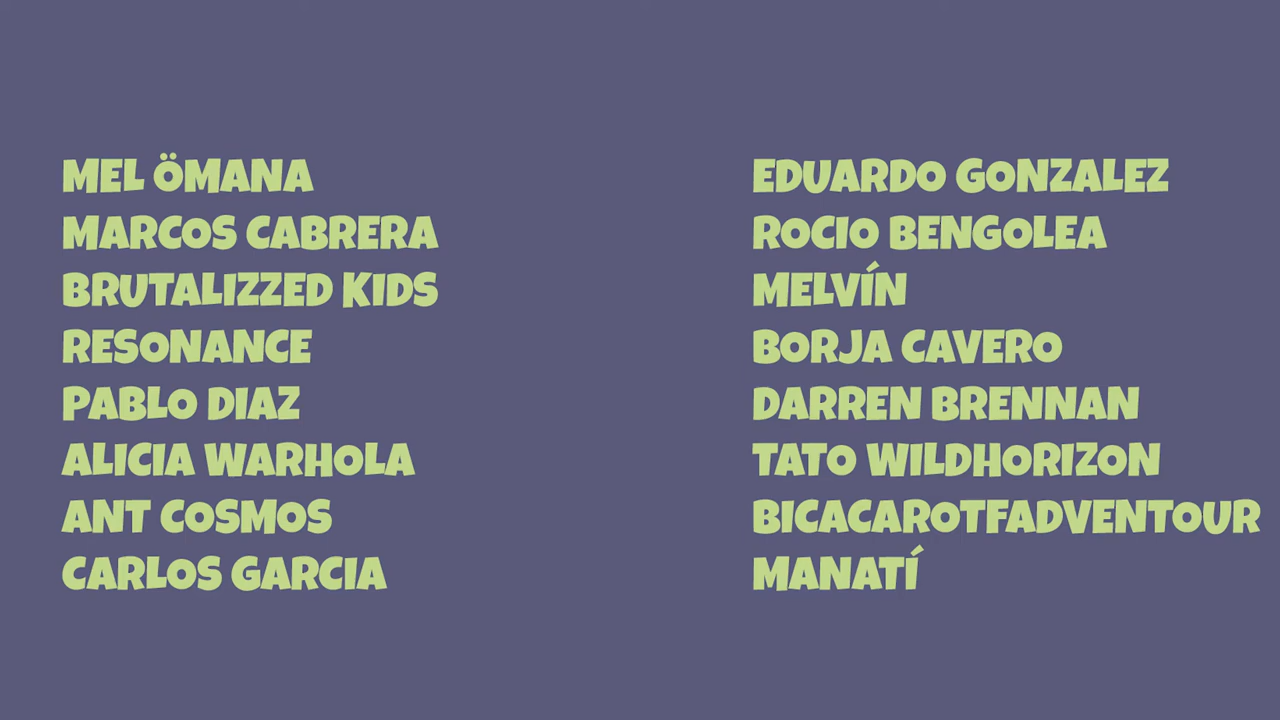 MEL ÖMANA
MARCOS CABRERA
BRUTALIZZED KIDS
RESONANCE
PABLO DIAZ
ALICIA WARHOLA
ANT COSMOS
CARLOS GARCIA
EDUARDO GONZALEZ
ROCIO BENGOLEA
MELVÍN
BORJA CAVERO
DARREN BRENNAN
TATO WILDHORIZON
BICACAROTFADVENTOUR
MANATÍ